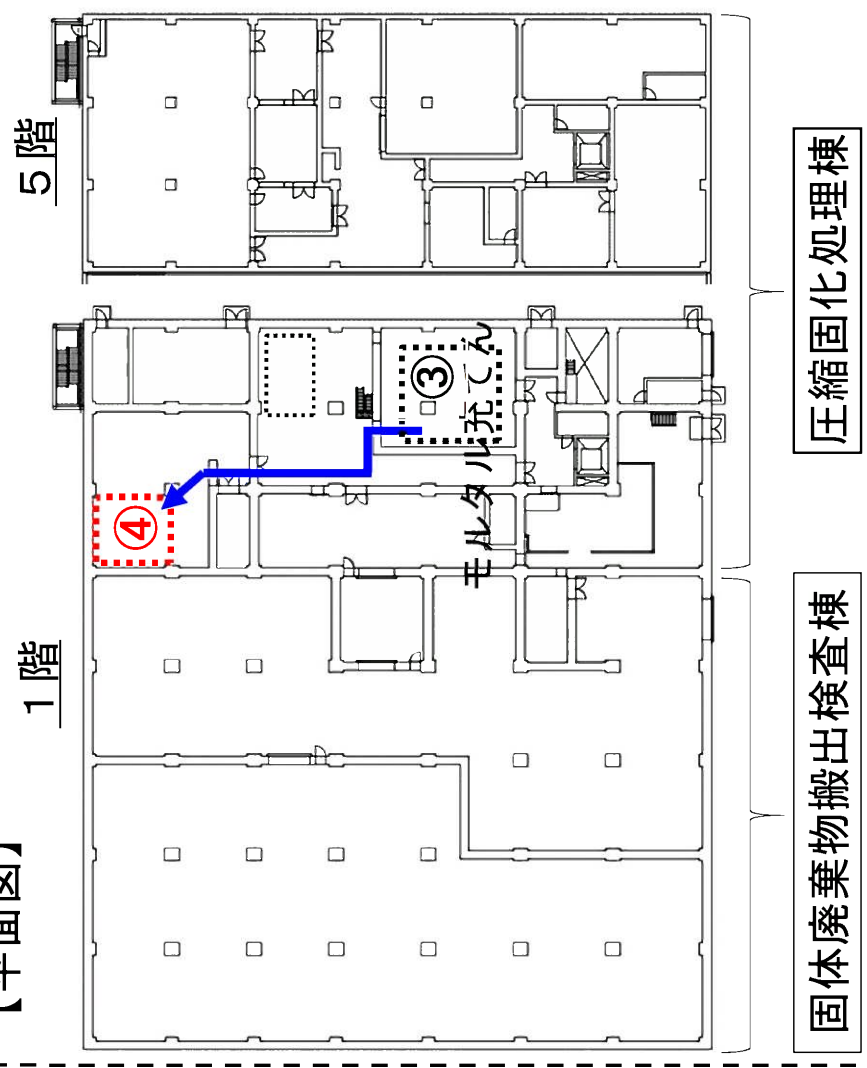 【平面図】
1階
5階
③
モルタル充てん
④
固体廃棄物搬出検査棟
圧縮固化処理棟